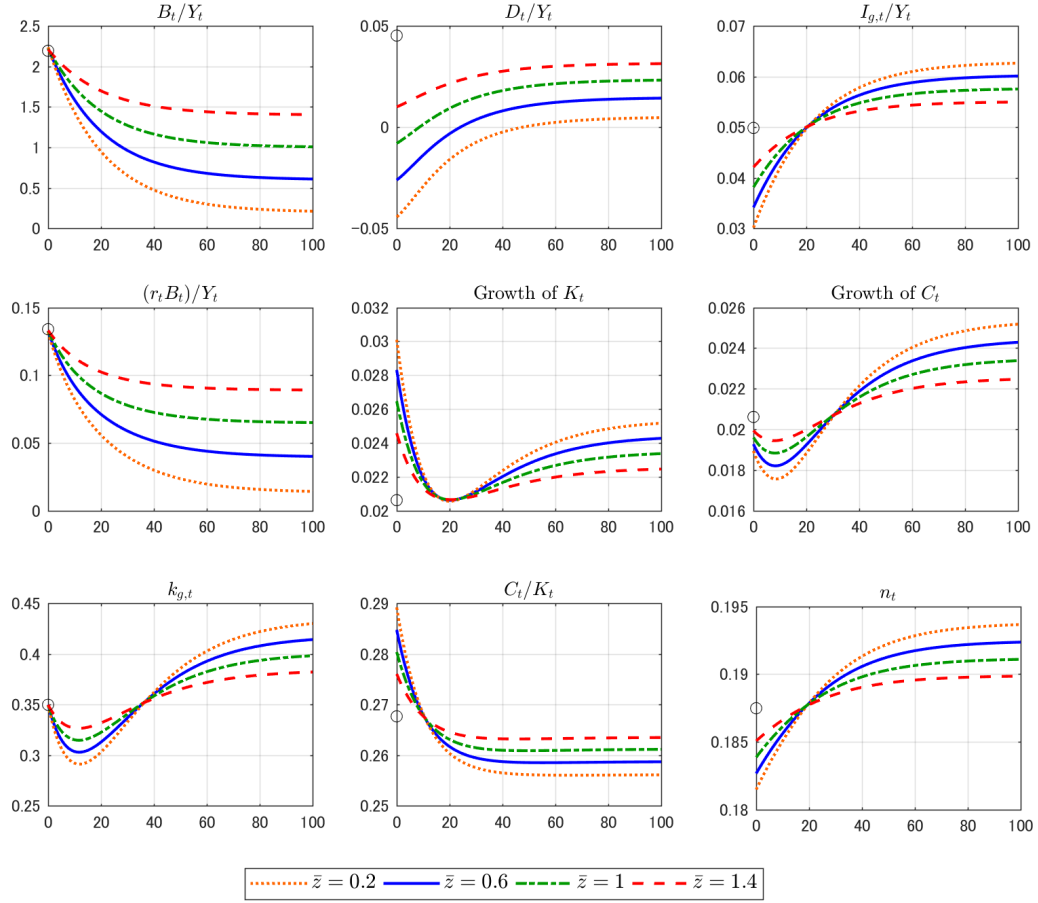 B_t/Y_t
2.5
2
1.5
1
0.5
0
0 20 40 60 80 100
D_t/Y_t
0.05
0
−0.05
0 20 40 60 80 100
I_{g,t}/Y_t
0.07
0.06
0.05
0.04
0.03
0 20 40 60 80 100
(r_tB_t)/Y_t
0.15
0.1
0.05
0
0 20 40 60 80 100
Growth of K_t
0.032
0.03
0.028
0.026
0.024
0.022
0.02
0 20 40 60 80 100
Growth of C_t
0.026
0.024
0.022
0.02
0.018
0.016
0 20 40 60 80 100
k_{g,t}
0.45
0.4
0.35
0.3
0.25
0 20 40 60 80 100
C_t/K_t
0.29
0.28
0.27
0.26
0.25
0 20 40 60 80 100
n_t
0.195
0.19
0.185
0.18
0 20 40 60 80 100
z̄ = 0.2 z̄ = 0.6 z̄ = 1 z̄ = 1.4